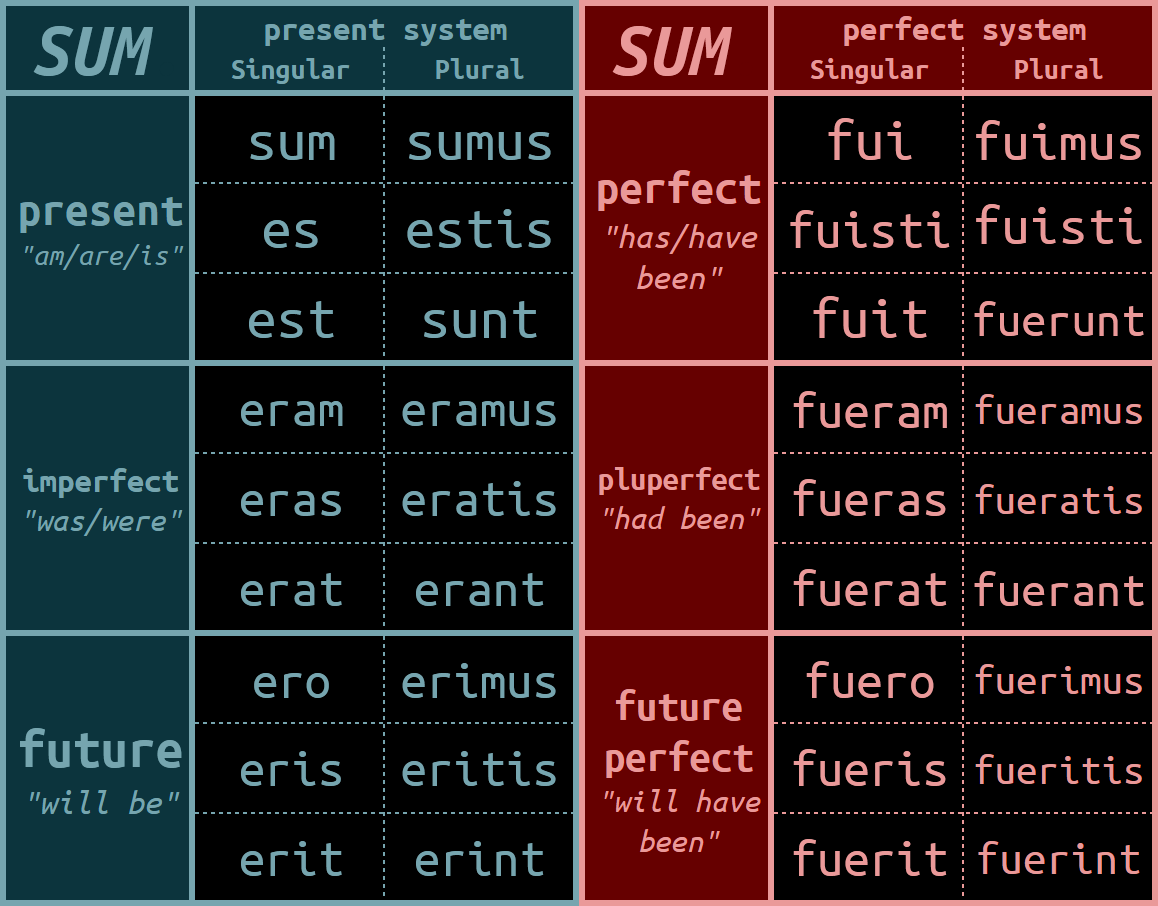 SUM
present system
Singular Plural
present
"am/are/is"
sum sumus
es estis
est sunt
imperfect
"was/were"
eram eramus
eras eratis
erat erant
future
"will be"
ero erimus
eris eritis
erit erint
SUM
perfect system
Singular Plural
perfect
"has/have
been"
fui fuimus
fuisti fuisti
fuit fuerunt
pluperfect
"had been"
fueram fueramus
fueras fueratis
fuerat fuerant
future
perfect
"will have
been"
fuero fuerimus
fueris fueritis
fuerit fuerint